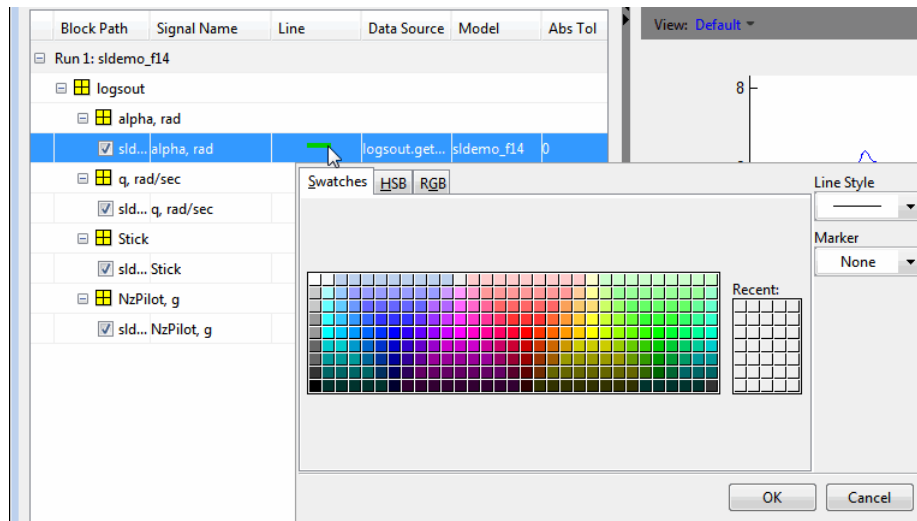 Block Path Signal Name Line Data Source Model Abs Tol
View: Default
Run 1: sldemo_f14
logsout
alpha, rad
sld... alpha, rad logsout.get... sldemo_f14 0
q, rad/sec
sld... q, rad/sec
Stick
sld... Stick
NzPilot, g
sld... NzPilot, g
8
Swatches HSB RGB
Line Style
Marker
None
Recent:
OK Cancel